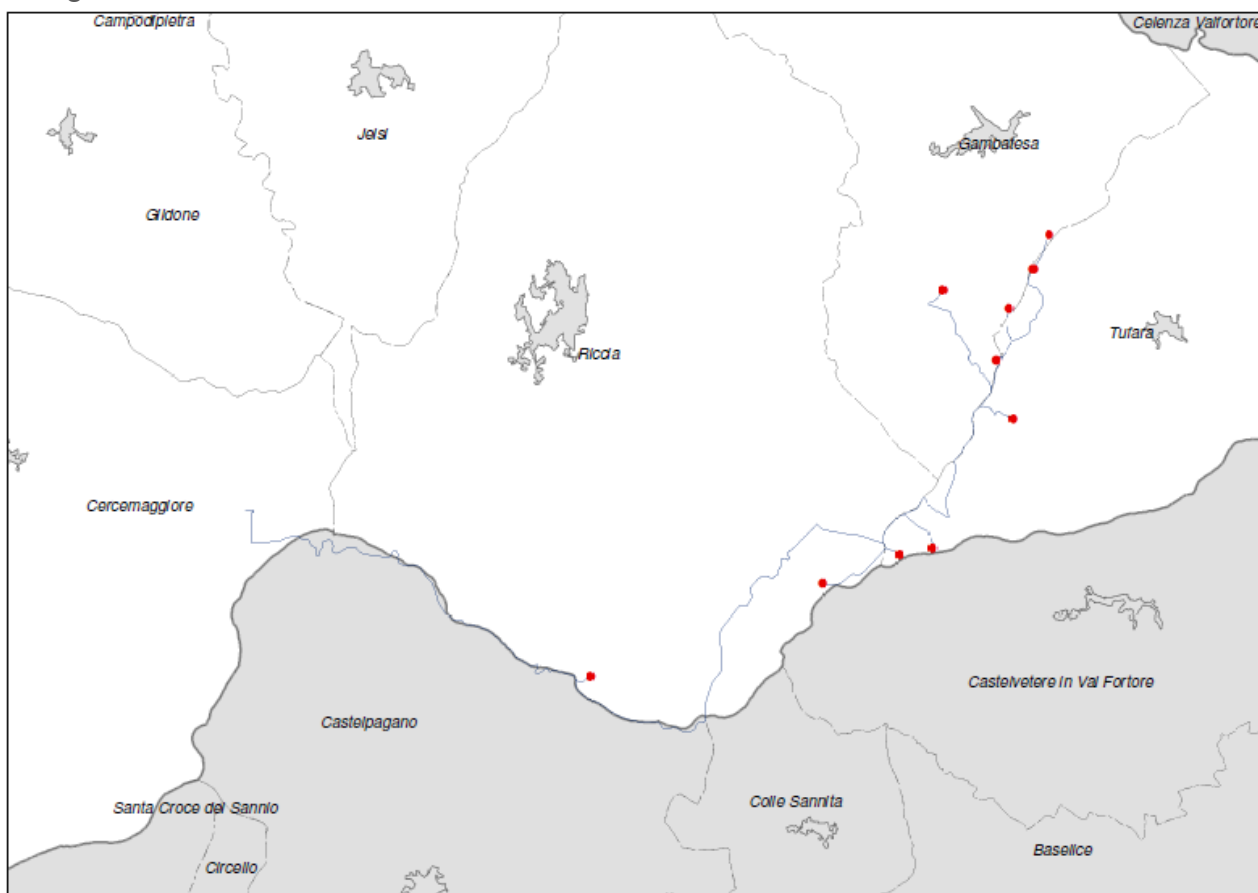 Campodipietra
Celenza Valfortore
Jelsi
Gambatesa
Gildone
Tufara
Riccia
Cercemaggiore
Castelvetere in Val Fortore
Castelpagano
Colle Sannita
Santa Croce del Sannio
Baselice
Circello